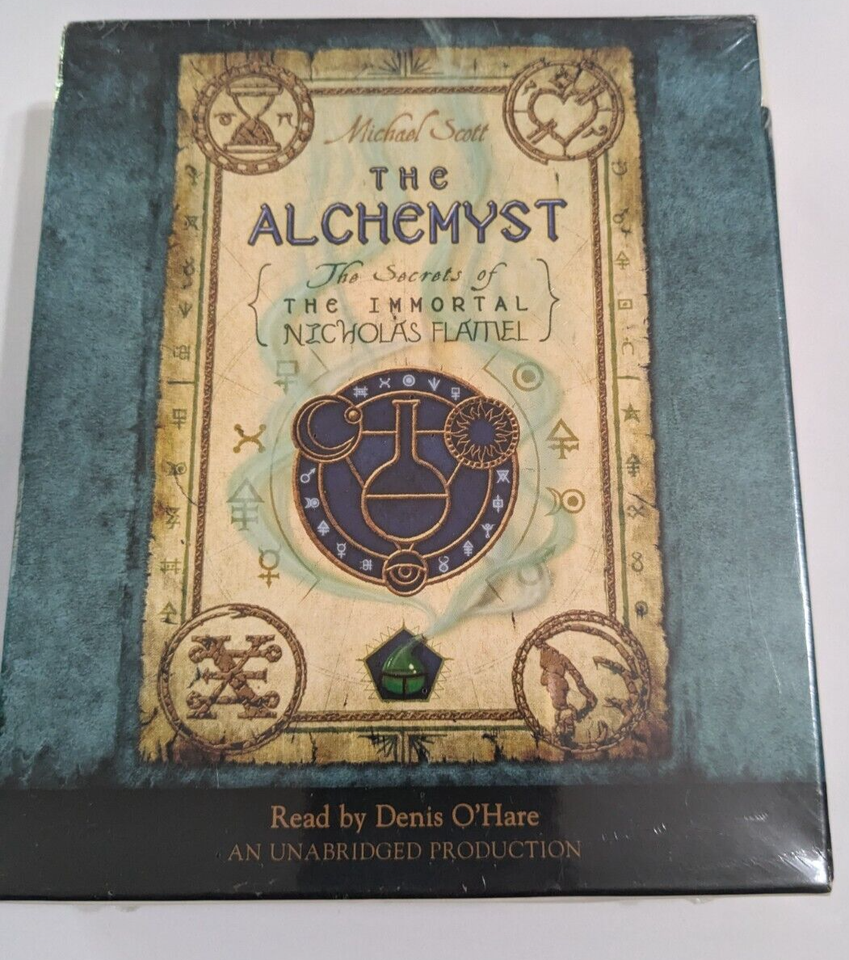 Michael Scott
THE
ALCHEMYST
The Secrets of
THE IMMORTAL
NICHOLAS FLAMEL
Read by Denis O'Hare
AN UNABRIDGED PRODUCTION